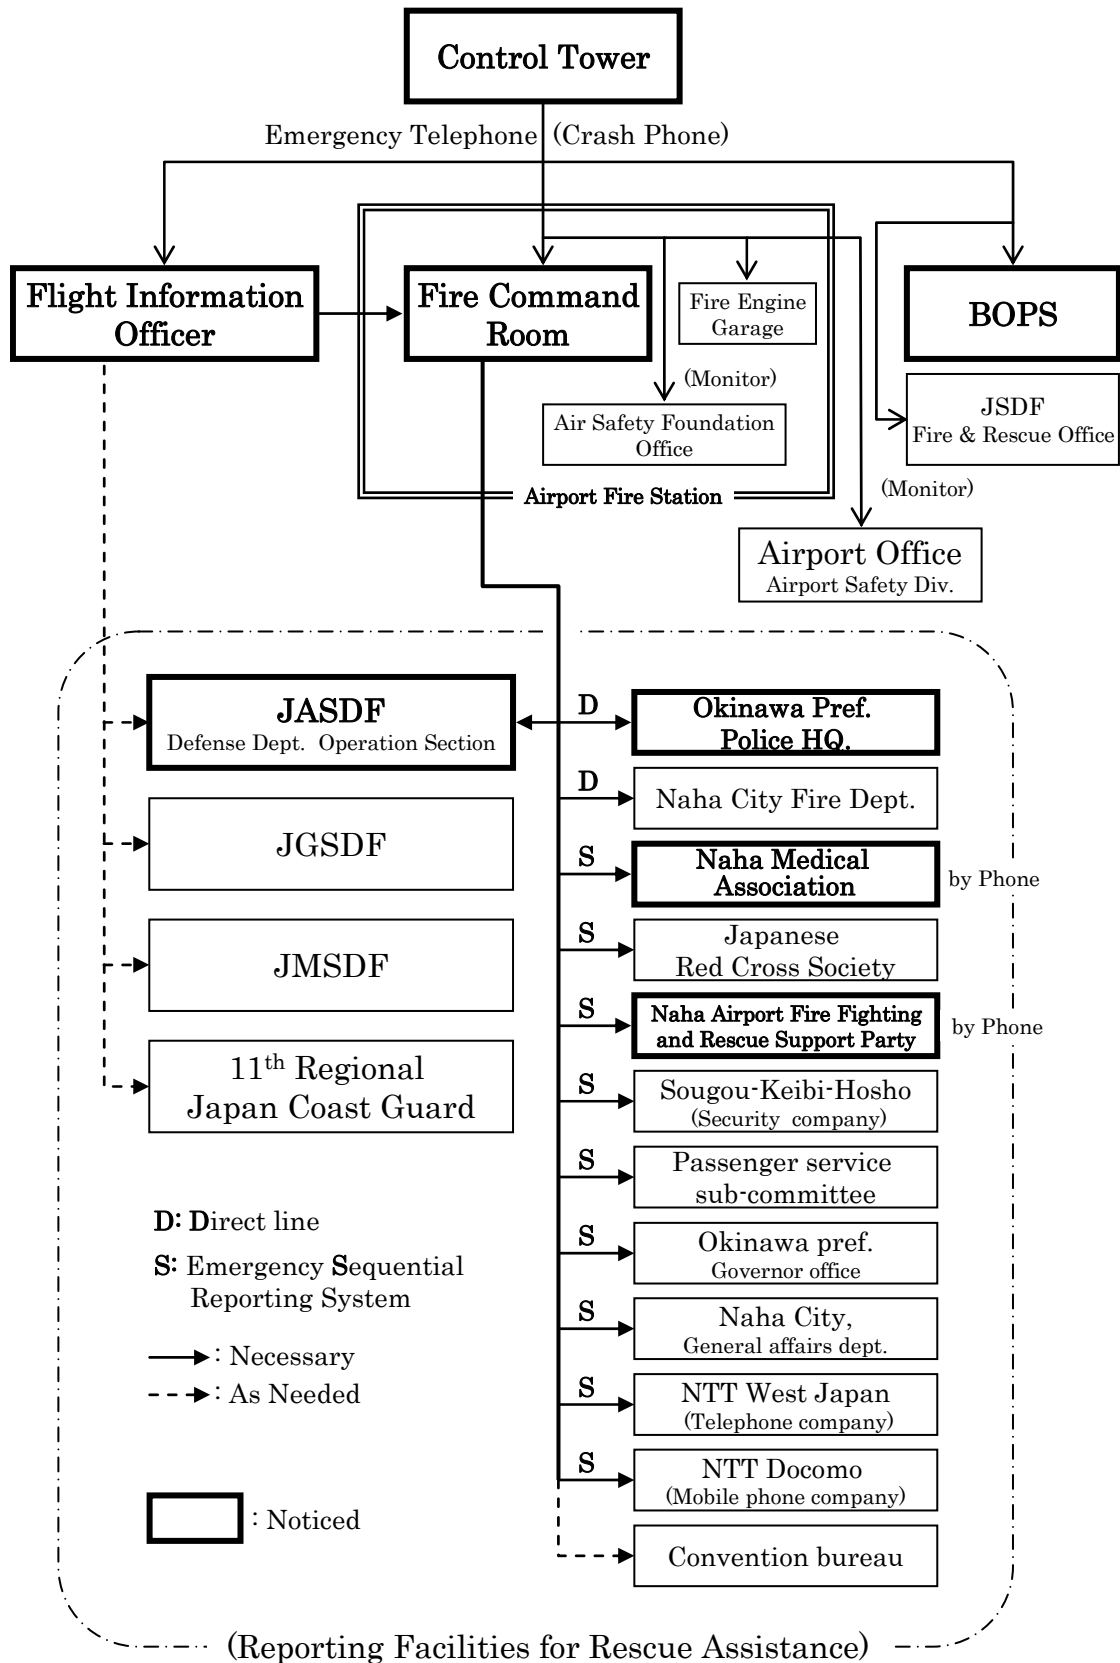 Control Tower
Emergency Telephone (Crash Phone)
Flight Information
Officer
Fire Command
Room
Fire Engine
Garage
BOPS
(Monitor)
Air Safety Foundation
Office
JSDF
Fire & Rescue Office
Airport Fire Station
(Monitor)
Airport Office
Airport Safety Div.
JASDF
Defense Dept. Operation Section
JGSDF
JMSDF
11th Regional
Japan Coast Guard
D
Okinawa Pref.
Police HQ.
D
Naha City Fire Dept.
S
Naha Medical
Association
by Phone
S
Japanese
Red Cross Society
S
Naha Airport Fire Fighting
and Rescue Support Party
by Phone
S
Sougou-Keibi-Hosho
(Security company)
S
Passenger service
sub-committee
S
Okinawa pref.
Governor office
S
Naha City,
General affairs dept.
S
NTT West Japan
(Telephone company)
S
NTT Docomo
(Mobile phone company)
Convention bureau
D: Direct line
S: Emergency Sequential
Reporting System
: Necessary
: As Needed
: Noticed
(Reporting Facilities for Rescue Assistance)